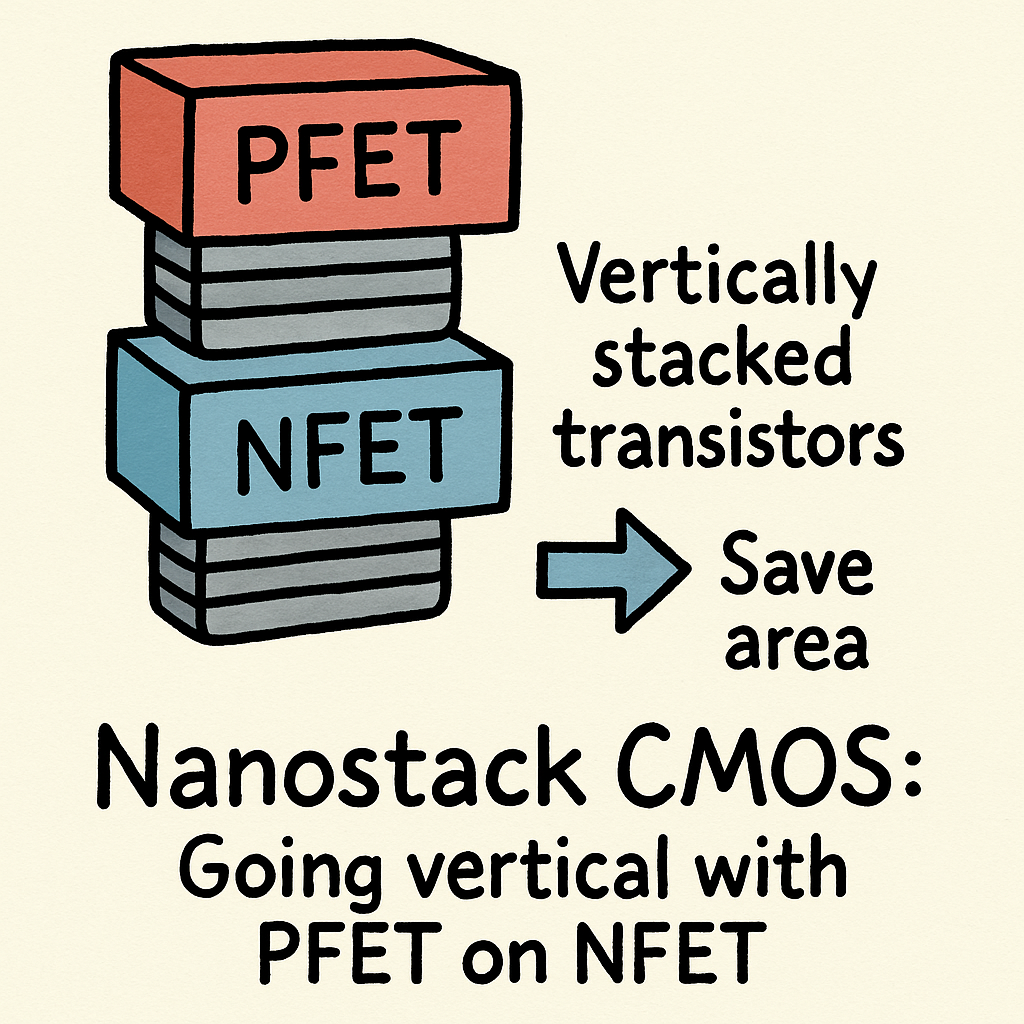 PFET
NFET
Vertically
stacked
transistors
Save
area
Nanostack CMOS:
Going vertical with
PFET on NFET